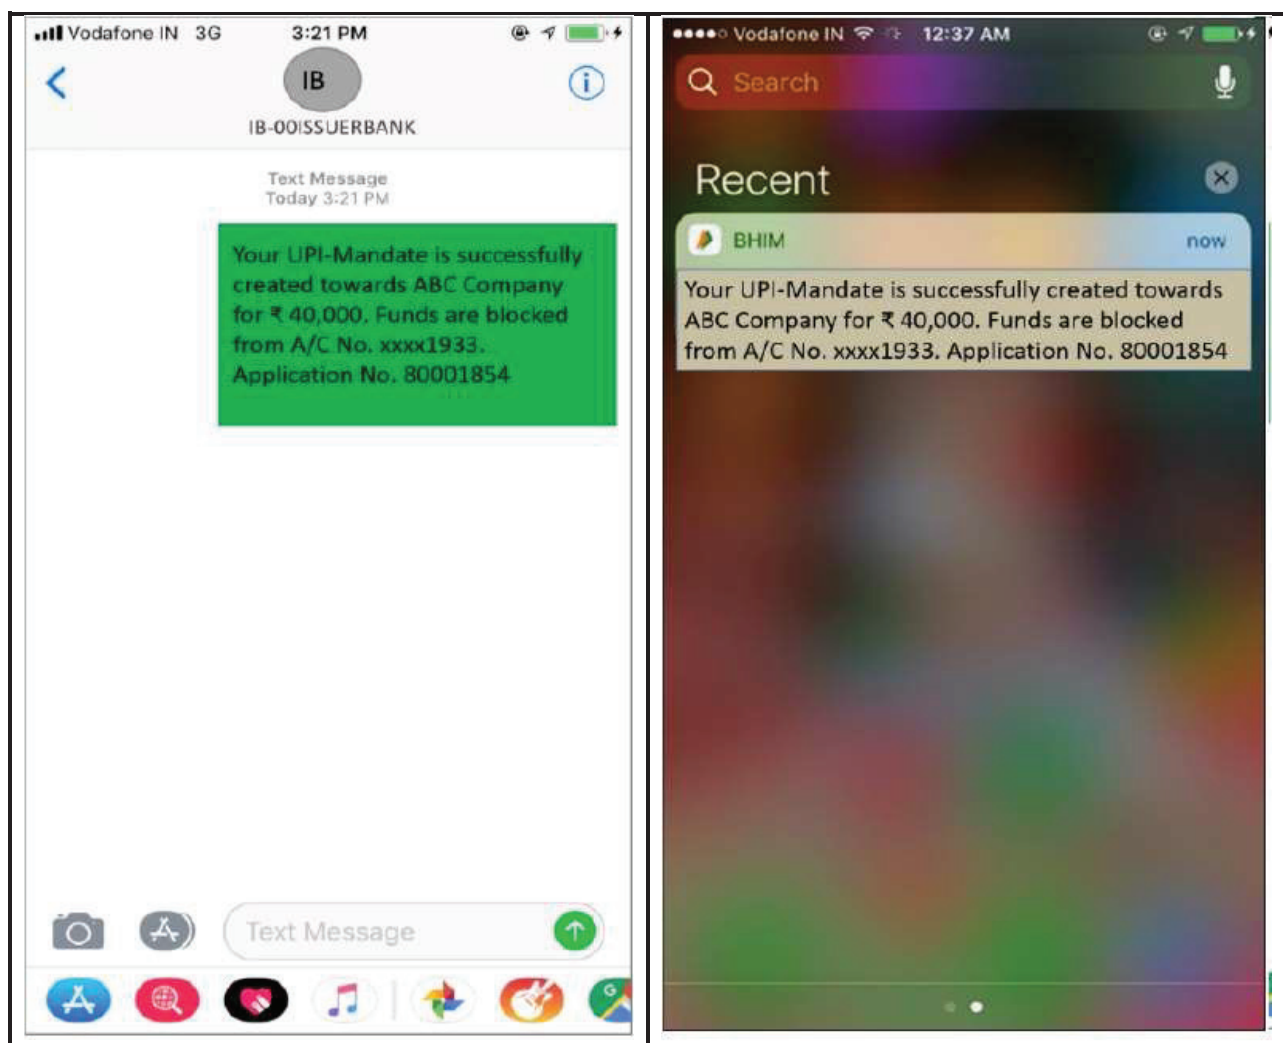 Vodafone IN 3G 3:21 PM
IB
IB-00ISSUERBANK
Text Message
Today 3:21 PM
Your UPI-Mandate is successfully
created towards ABC Company
for ₹ 40,000. Funds are blocked
from A/C No. xxxx1933.
Application No. 80001854
Text Message
G
Vodafone IN 12:37 AM
Search
Recent
BHIM now
Your UPI-Mandate is successfully created towards
ABC Company for ₹ 40,000. Funds are blocked
from A/C No. xxxx1933. Application No. 80001854